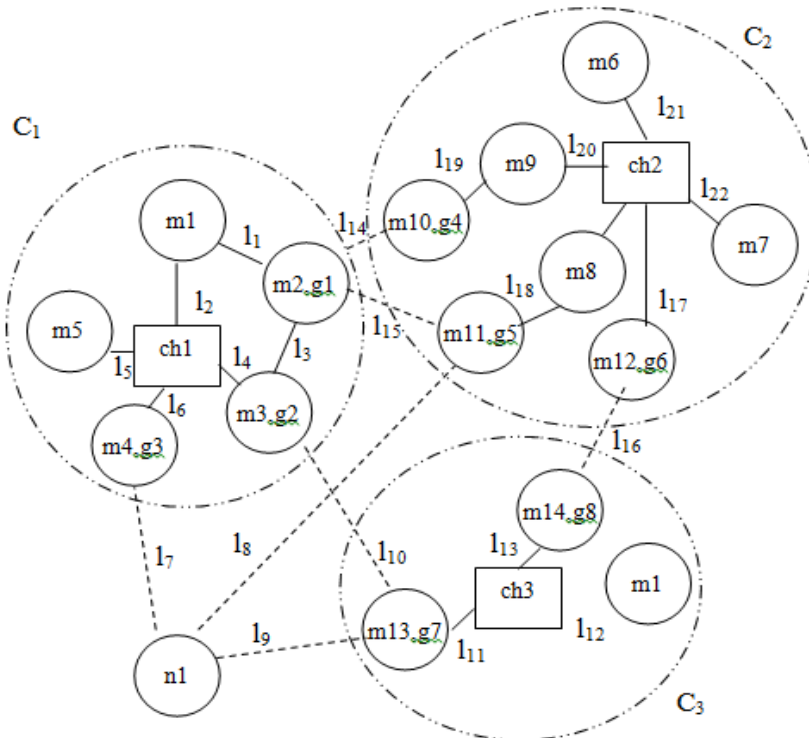 C₂
m6
l₂₁
C₁
l₁₉
m9
l₂₀
ch2
l₂₂
m1
l₁
l₁₄
m10.g4
m7
m2.g1
m8
l₁₈
m5
l₂
l₁₅
m11.g5
l₁₇
ch1
l₄
l₃
l₅
m12.g6
l₆
m3.g2
m4.g3
l₁₆
m14.g8
l₇
l₈
l₁₀
l₁₃
ch3
m1
l₉
m13.g7
l₁₂
l₁₁
n1
C₃